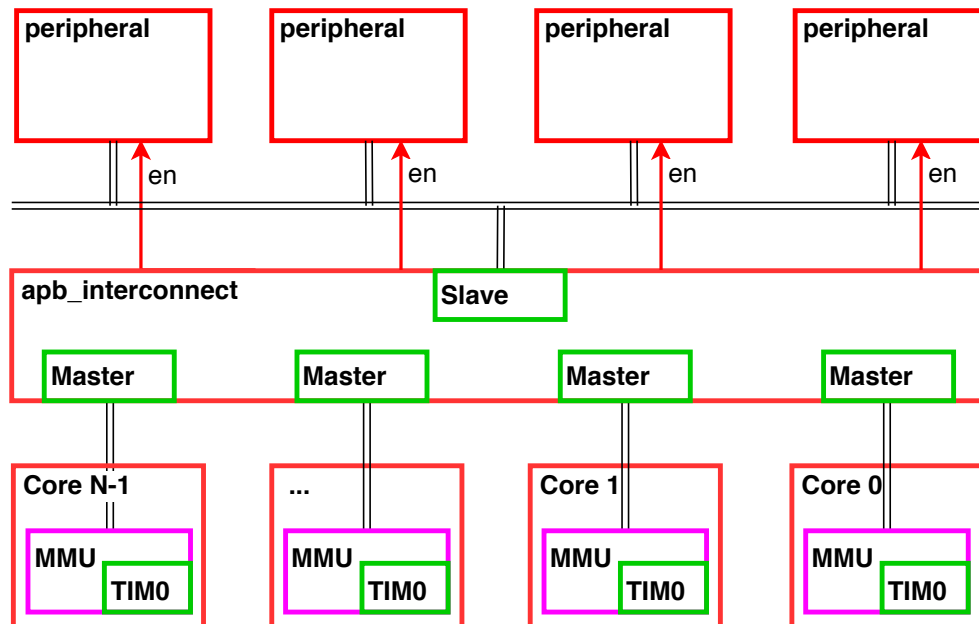 peripheral
peripheral
peripheral
peripheral
en
en
en
en
apb_interconnect
Slave
Master
Master
Master
Master
Core N-1
...
Core 1
Core 0
MMU
TIM0
MMU
TIM0
MMU
TIM0
MMU
TIM0